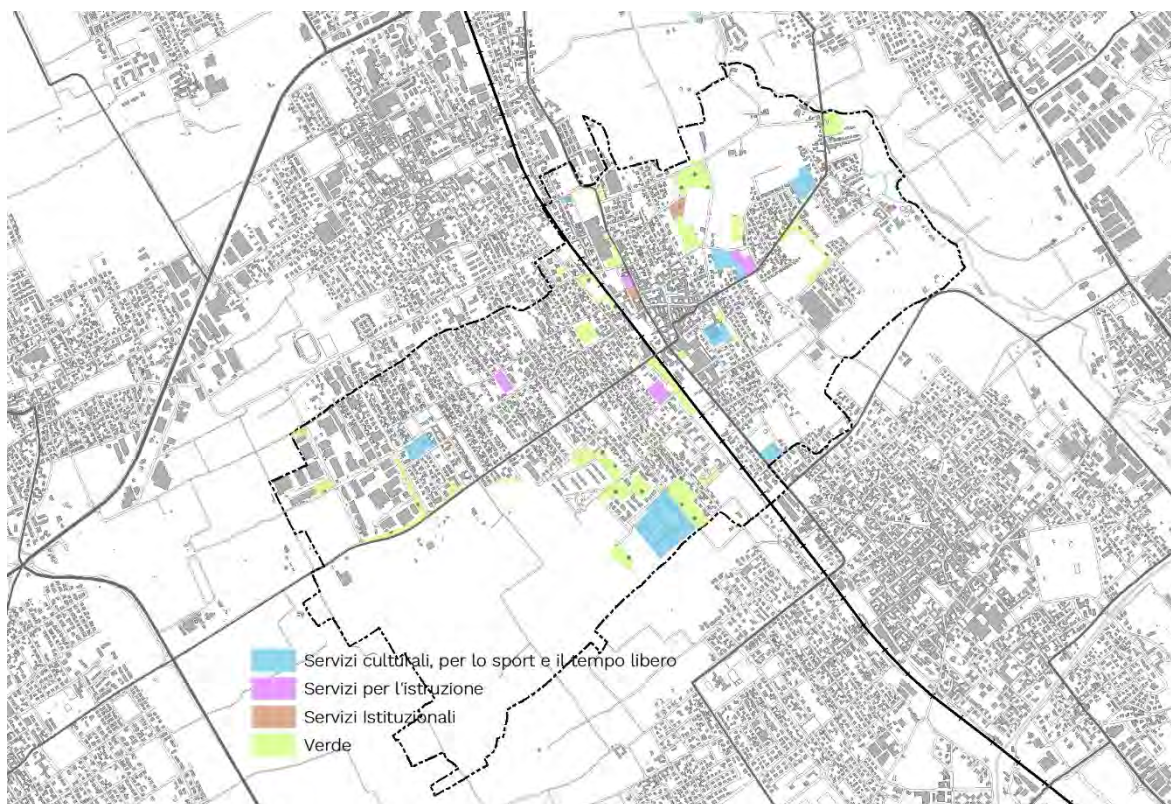 Servizi culturali, per lo sport e il tempo libero
Servizi per l'istruzione
Servizi Istituzionali
Verde